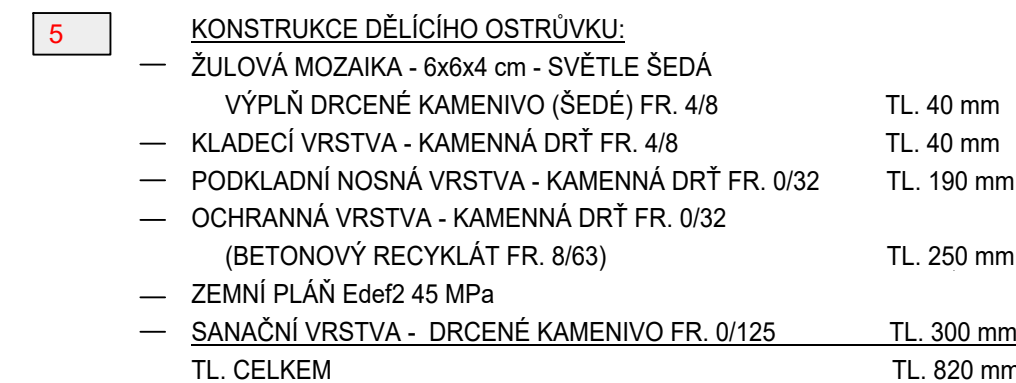 5
KONSTRUKCE DĚLÍCÍHO OSTRŮVKU:
— ŽULOVÁ MOZAIKA - 6x6x4 cm - SVĚTLE ŠEDÁ
VÝPLŇ DRCENÉ KAMENIVO (ŠEDÉ) FR. 4/8 TL. 40 mm
— KLADECÍ VRSTVA - KAMENNÁ DRŤ FR. 4/8 TL. 40 mm
— PODKLADNÍ NOSNÁ VRSTVA - KAMENNÁ DRŤ FR. 0/32 TL. 190 mm
— OCHRANNÁ VRSTVA - KAMENNÁ DRŤ FR. 0/32
(BETONOVÝ RECYKLÁT FR. 8/63) TL. 250 mm
— ZEMNÍ PLÁŇ Edef2 45 MPa
— SANAČNÍ VRSTVA - DRCENÉ KAMENIVO FR. 0/125 TL. 300 mm
TL. CELKEM TL. 820 mm